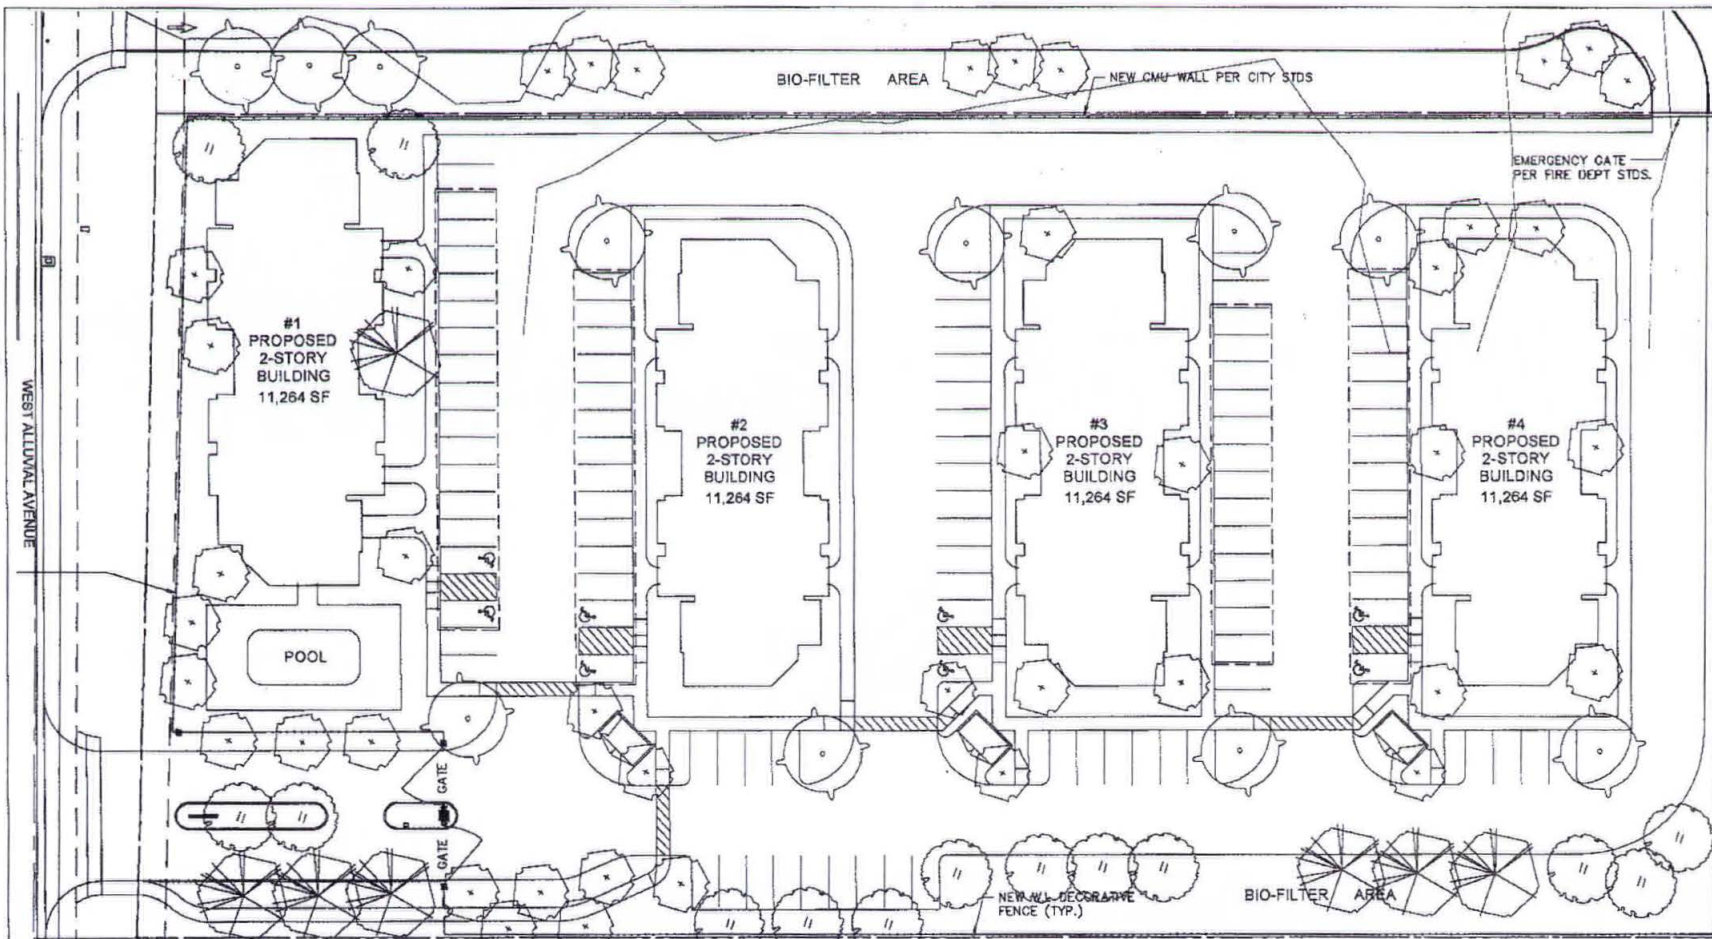 BIO-FILTER AREA
NEW CMU WALL PER CITY STDS
EMERGENCY GATE
PER FIRE DEPT STDS.
#1
PROPOSED
2-STORY
BUILDING
11,264 SF
#2
PROPOSED
2-STORY
BUILDING
11,264 SF
#3
PROPOSED
2-STORY
BUILDING
11,264 SF
#4
PROPOSED
2-STORY
BUILDING
11,264 SF
WEST ALLUVIAL AVENUE
POOL
GATE
GATE
NEW W.I. DECORATIVE
FENCE (TYP.)
BIO-FILTER AREA